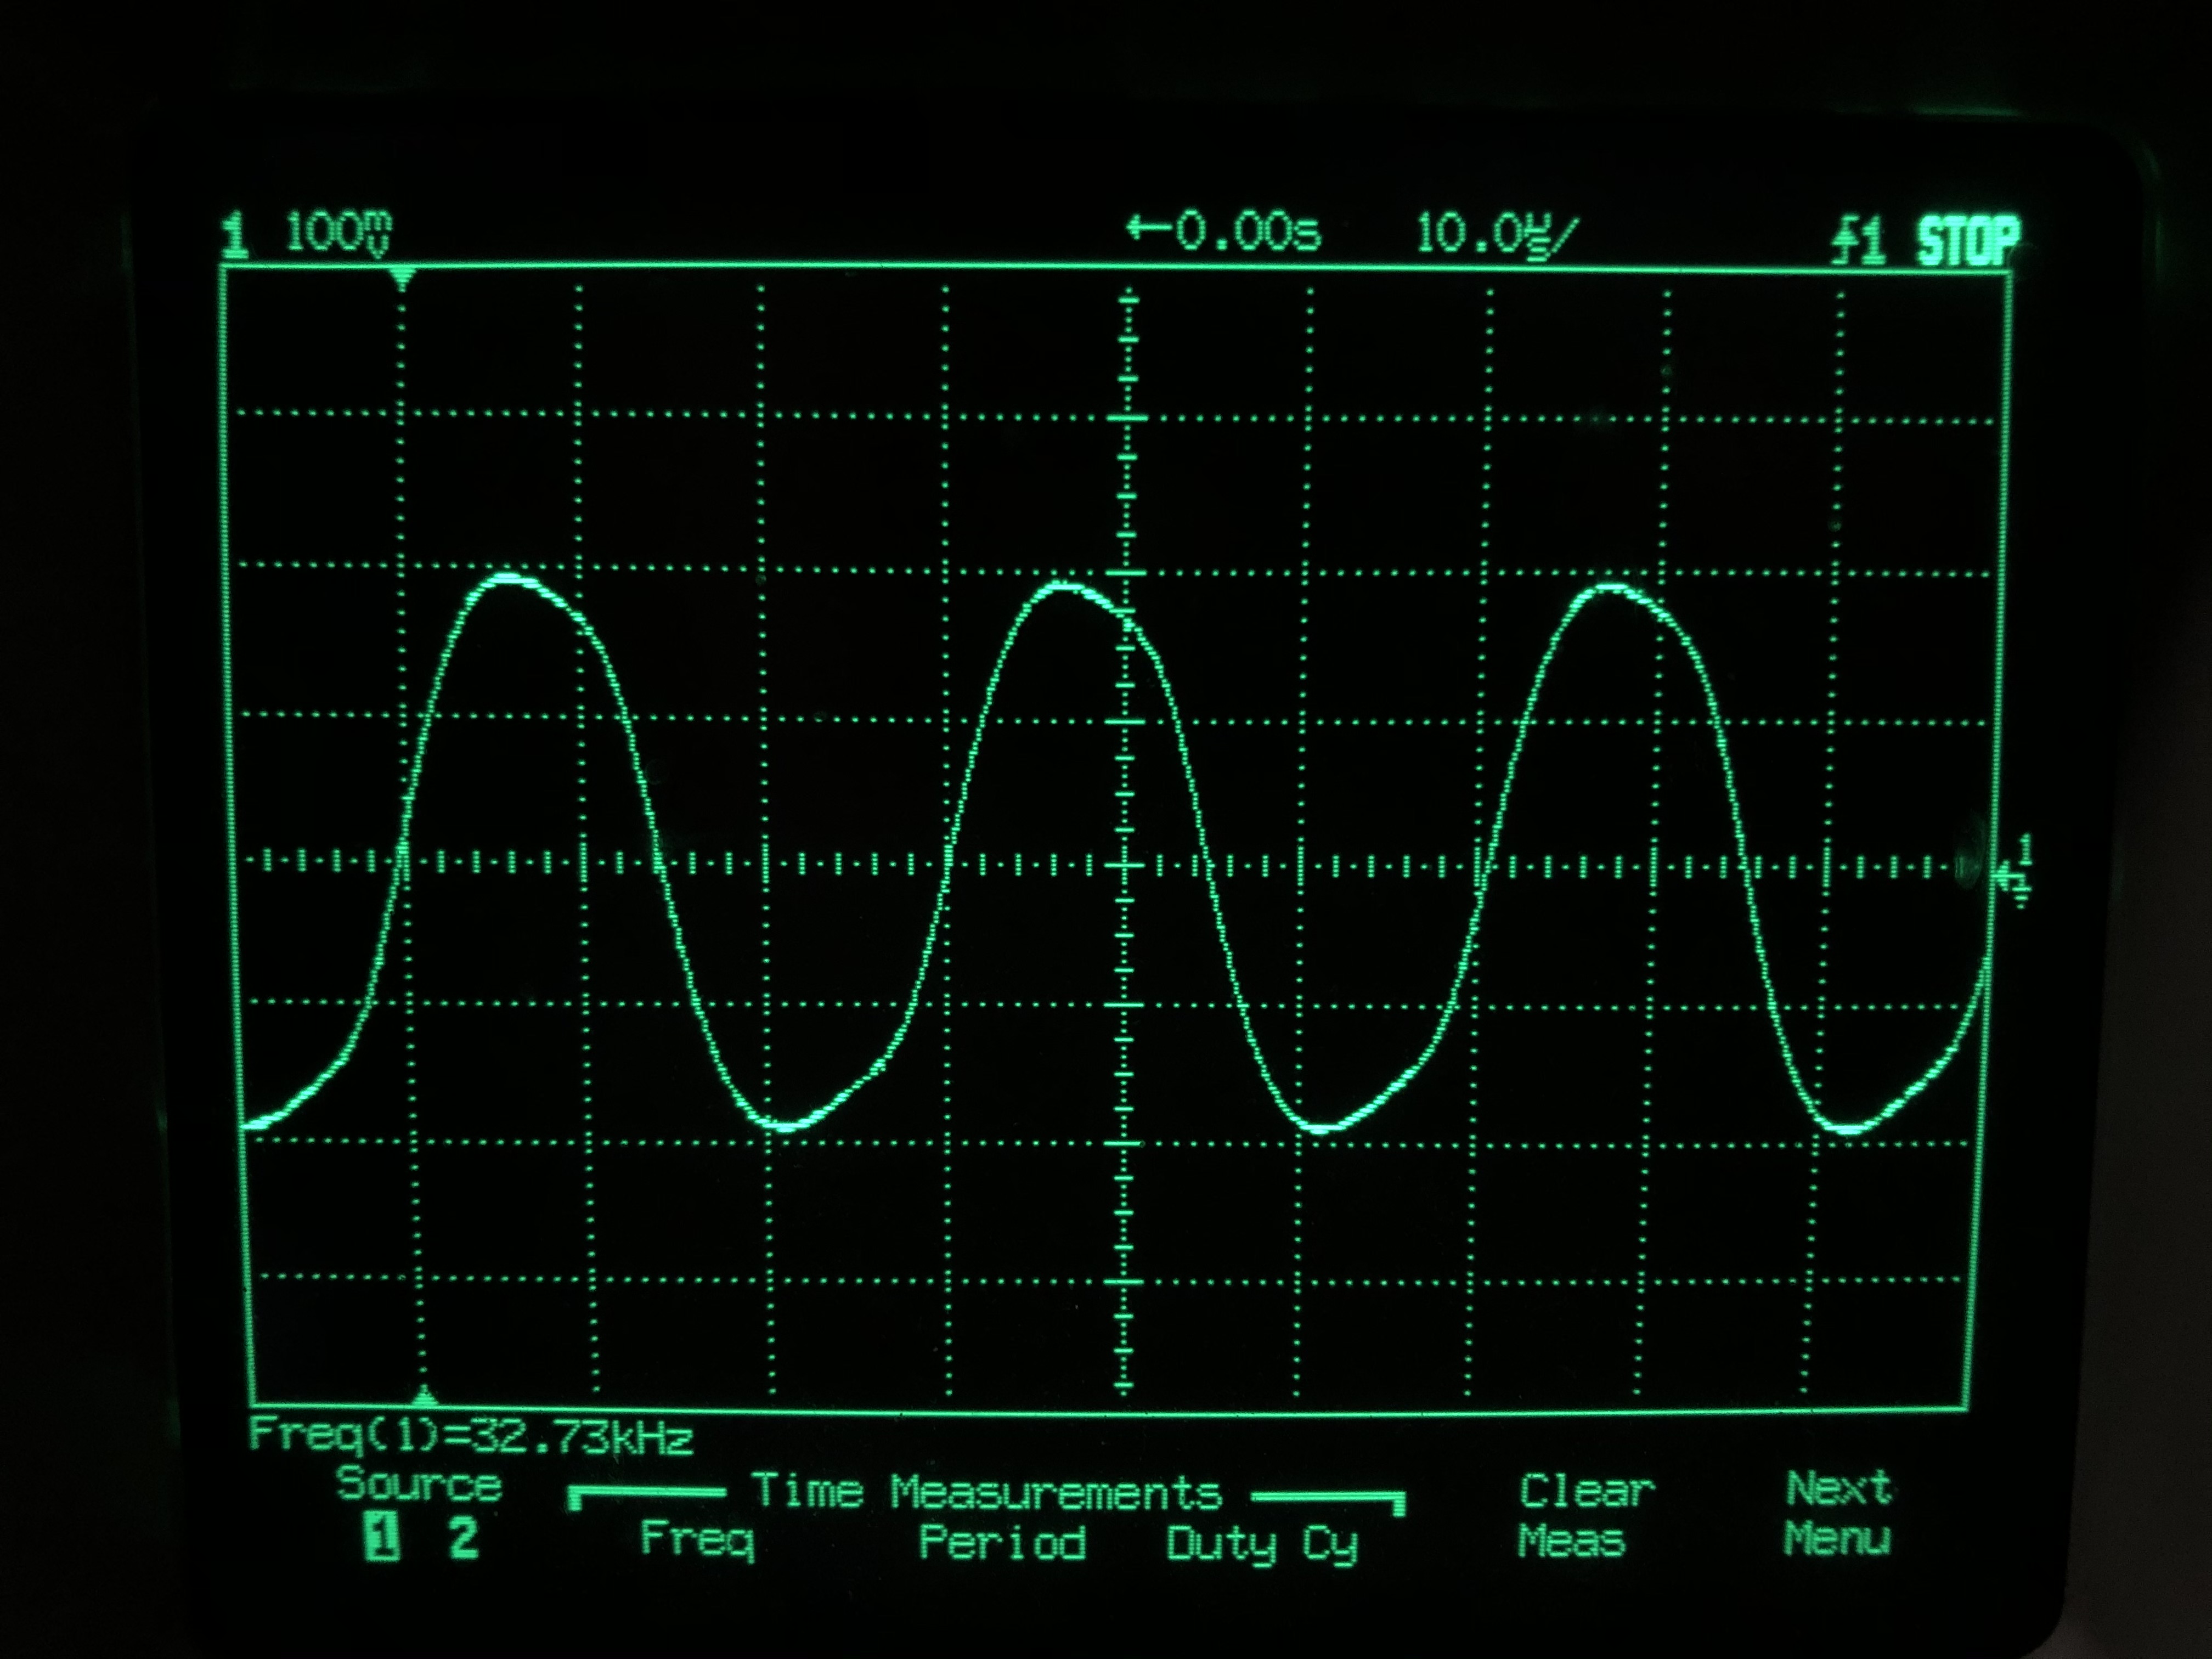 1 100mV ←0.00s 10.0µs/ ƒ1 STOP
1
Freq(1)=32.73kHz
Source Time Measurements Clear Next
1 2 Freq Period Duty Cy Meas Menu